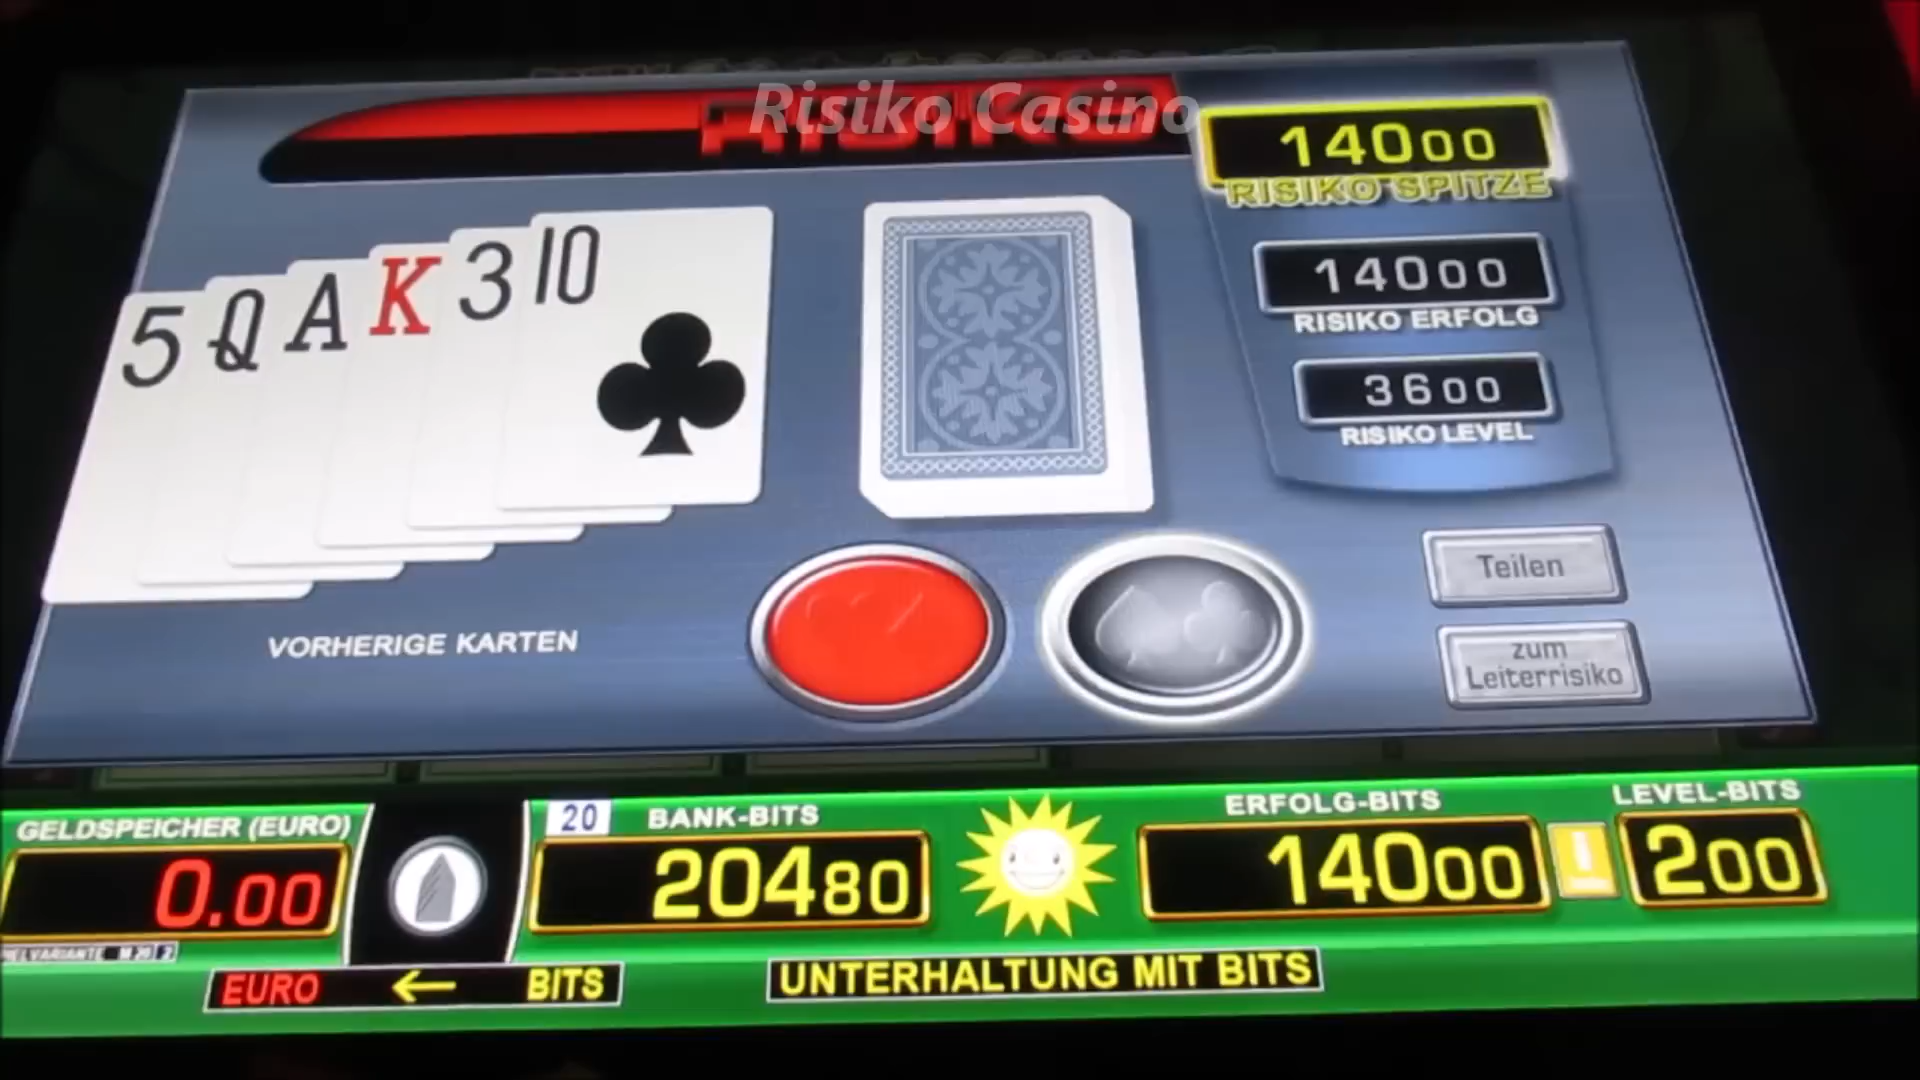 Risiko Casino
RISIKO
14000
RISIKO SPITZE
14000
RISIKO ERFOLG
3600
RISIKO LEVEL
5 Q A K 3 10
VORHERIGE KARTEN
Teilen
zum
Leiterrisiko
GELDSPEICHER (EURO)
0.00
20 BANK-BITS
20480
ERFOLG-BITS
14000
LEVEL-BITS
200
EURO ← BITS
UNTERHALTUNG MIT BITS